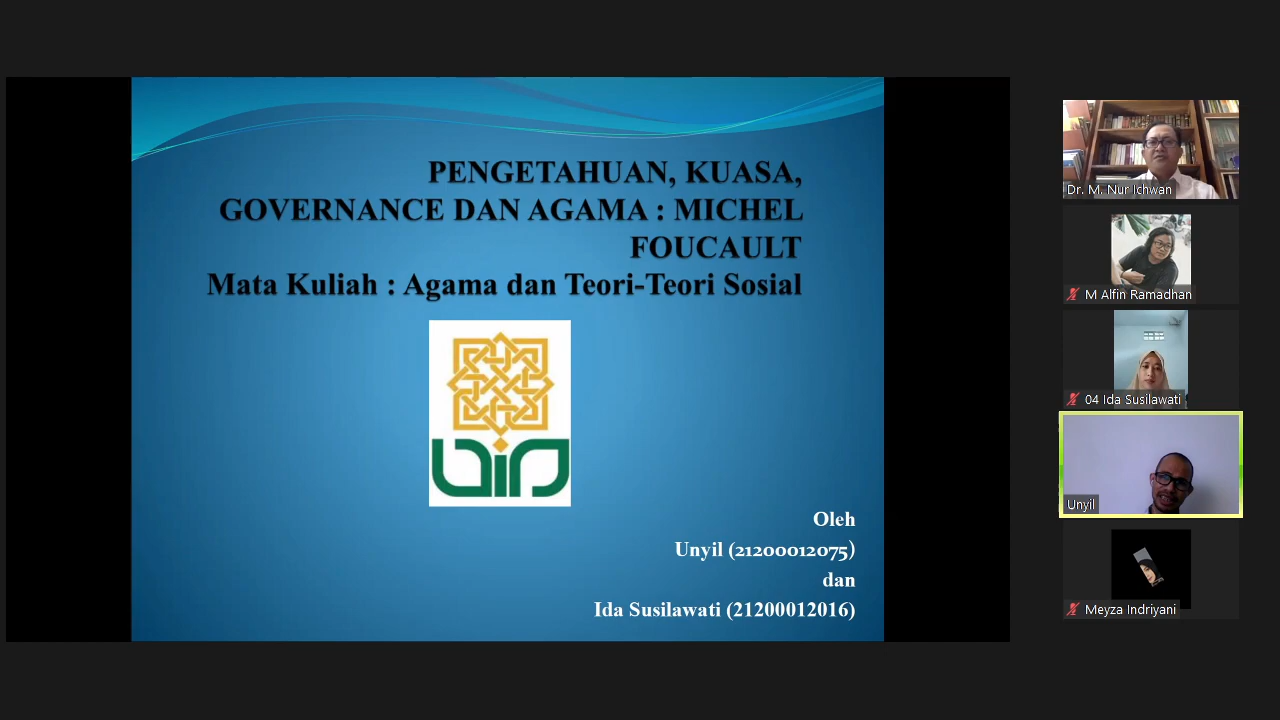 PENGETAHUAN, KUASA,
GOVERNANCE DAN AGAMA : MICHEL
FOUCAULT
Mata Kuliah : Agama dan Teori-Teori Sosial
uin
Oleh
Unyil (21200012075)
dan
Ida Susilawati (21200012016)
Dr. M. Nur Ichwan
M Alfin Ramadhan
04 Ida Susilawati
Unyil
Meyza Indriyani